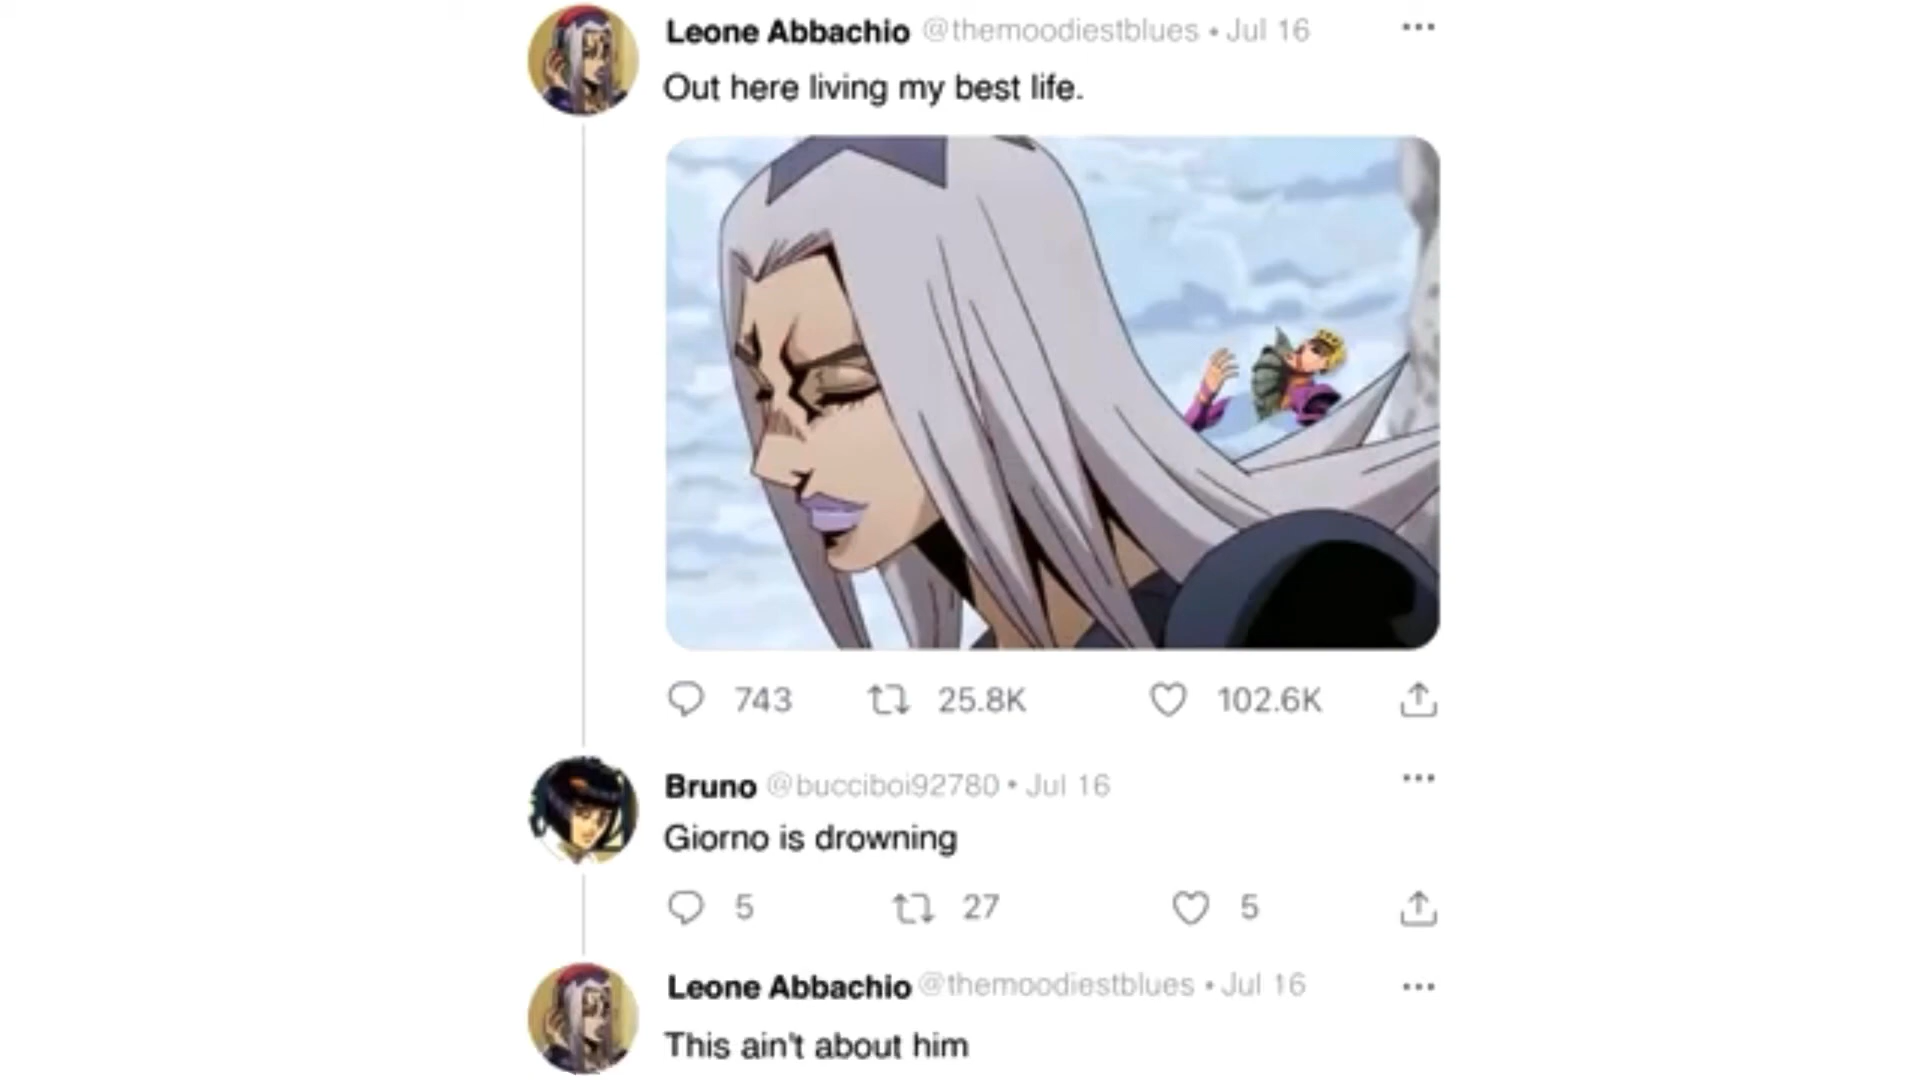 Leone Abbachio @themoodiestblues • Jul 16
Out here living my best life.
743 25.8K 102.6K
Bruno @bucciboi92780 • Jul 16
Giorno is drowning
5 27 5
Leone Abbachio @themoodiestblues • Jul 16
This ain't about him